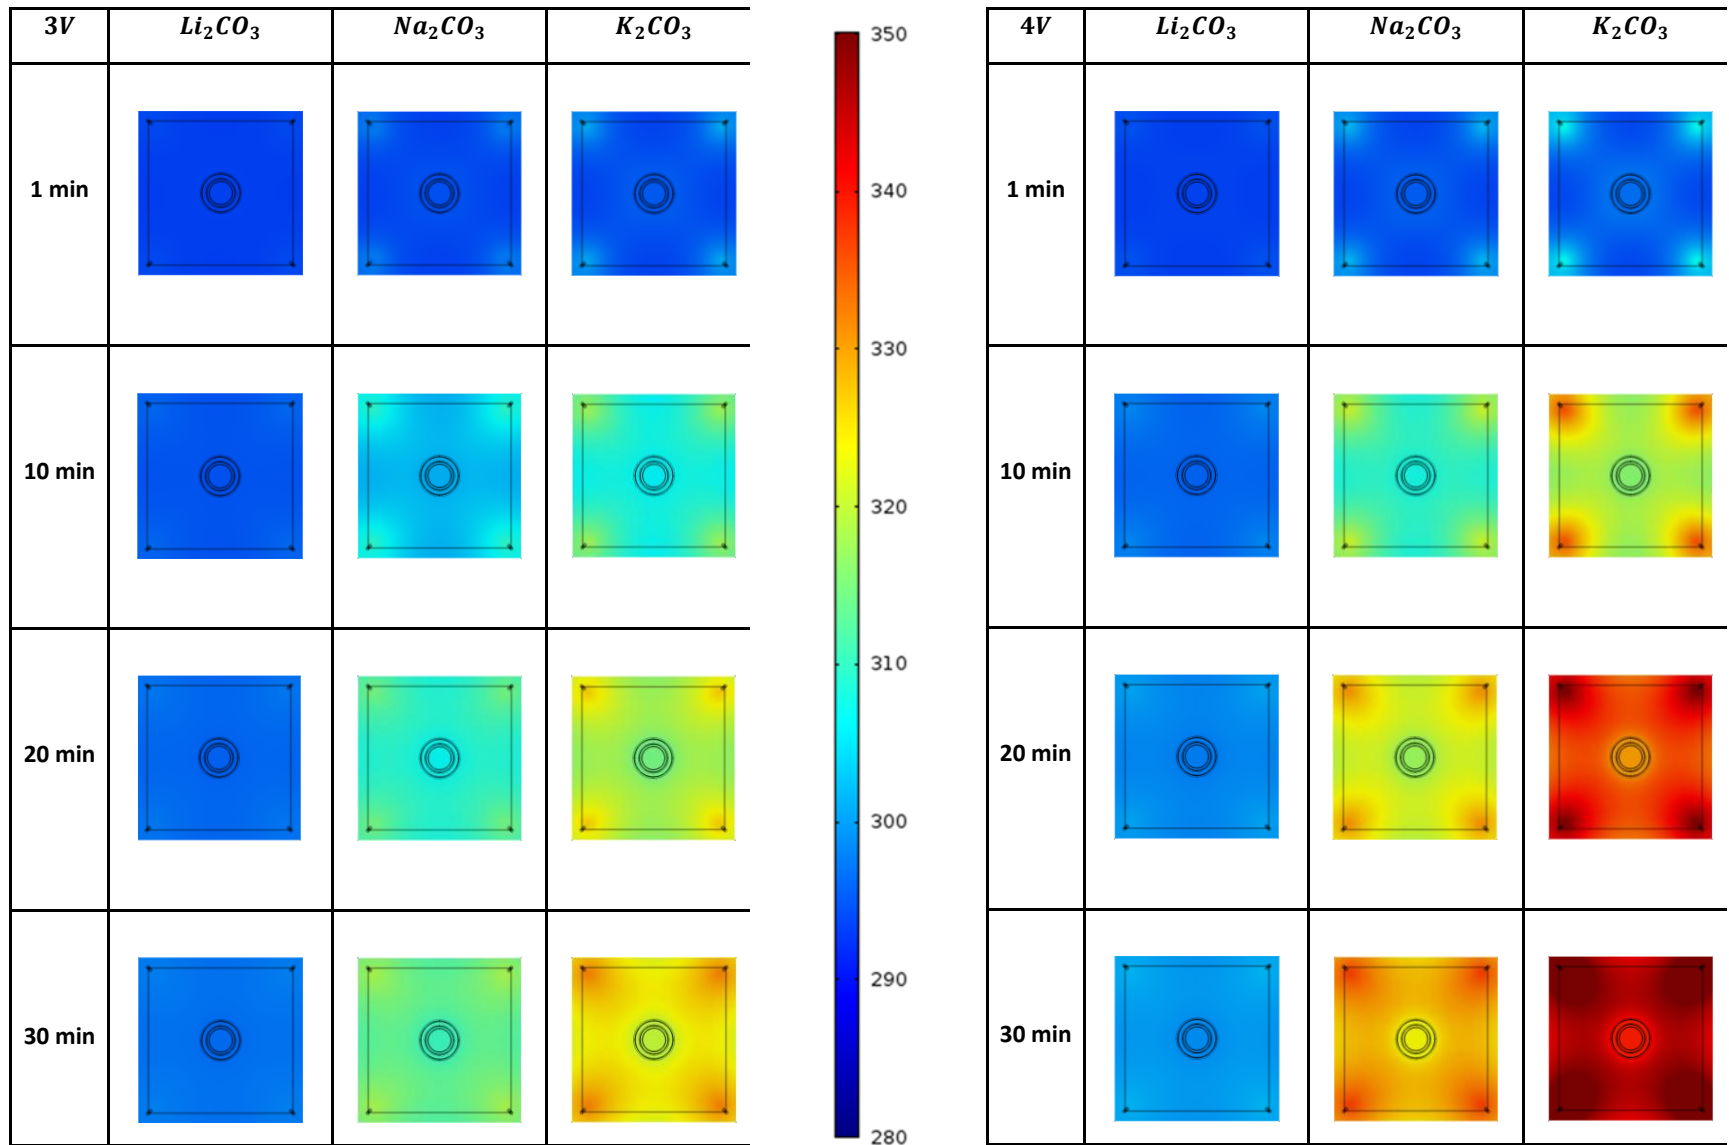 3V Li₂CO₃ Na₂CO₃ K₂CO₃
1 min
10 min
20 min
30 min
350
340
330
320
310
300
290
280
4V Li₂CO₃ Na₂CO₃ K₂CO₃
1 min
10 min
20 min
30 min